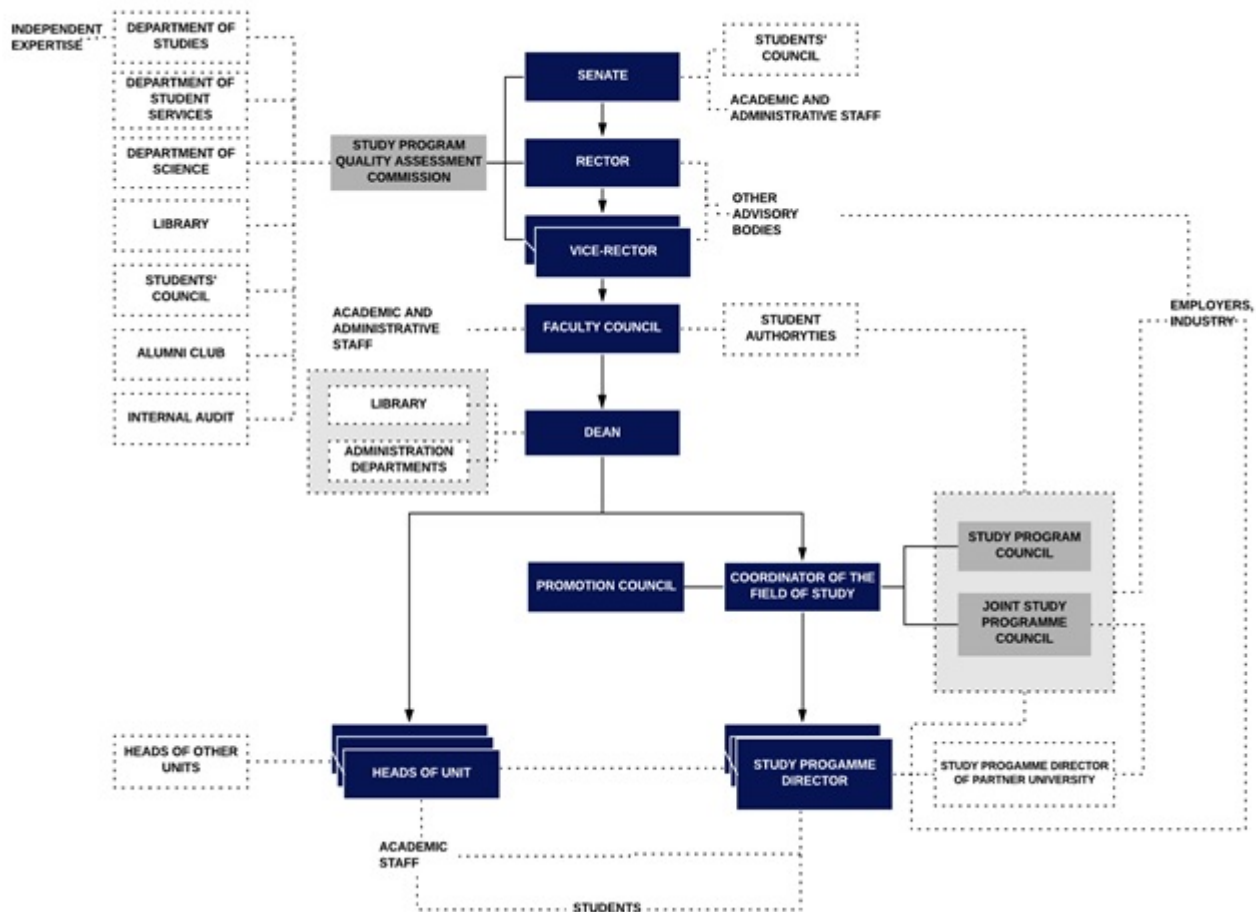 INDEPENDENT
EXPERTISE
DEPARTMENT OF
STUDIES
DEPARTMENT OF
STUDENT
SERVICES
DEPARTMENT OF
SCIENCE
LIBRARY
STUDENTS'
COUNCIL
ALUMNI CLUB
INTERNAL AUDIT
STUDY PROGRAM
QUALITY ASSESSMENT
COMMISSION
SENATE
STUDENTS'
COUNCIL
ACADEMIC AND
ADMINISTRATIVE STAFF
RECTOR
OTHER
ADVISORY
BODIES
VICE-RECTOR
EMPLOYERS,
INDUSTRY
ACADEMIC AND
ADMINISTRATIVE
STAFF
FACULTY COUNCIL
STUDENT
AUTHORYTIES
LIBRARY
ADMINISTRATION
DEPARTMENTS
DEAN
PROMOTION COUNCIL
COORDINATOR OF THE
FIELD OF STUDY
STUDY PROGRAM
COUNCIL
JOINT STUDY
PROGRAMME
COUNCIL
HEADS OF OTHER
UNITS
HEADS OF UNIT
STUDY PROGAMME
DIRECTOR
STUDY PROGAMME DIRECTOR
OF PARTNER UNIVERSITY
ACADEMIC
STAFF
STUDENTS